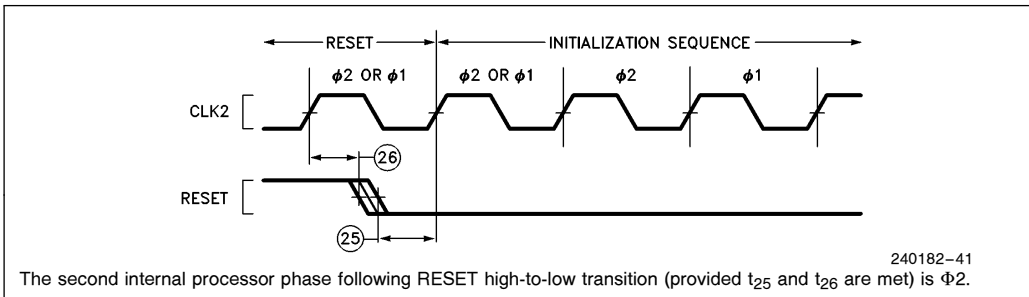 RESET INITIALIZATION SEQUENCE
ϕ2 OR ϕ1 ϕ2 OR ϕ1 ϕ2 ϕ1
CLK2
26
RESET
25
240182–41
The second internal processor phase following RESET high-to-low transition (provided t25 and t26 are met) is Φ2.